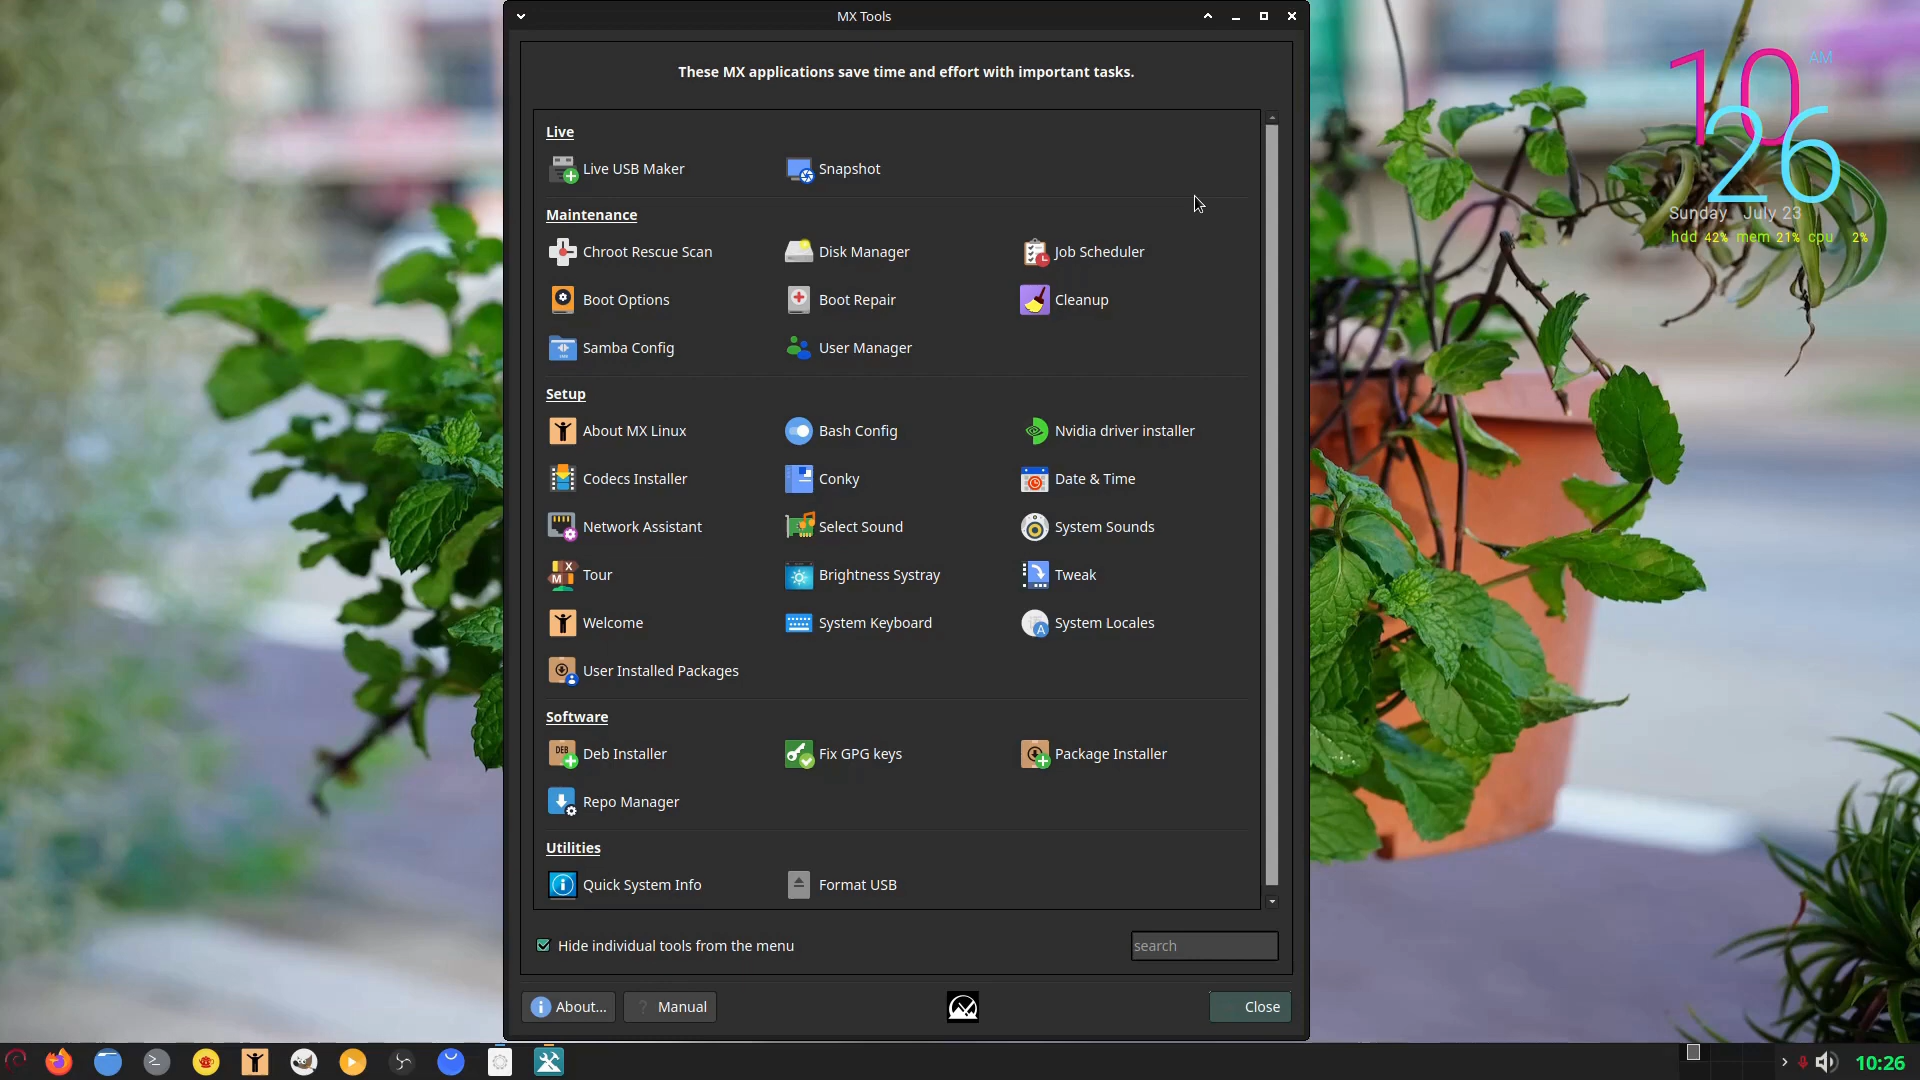 MX Tools
These MX applications save time and effort with important tasks.
Live
Live USB Maker
Snapshot
Maintenance
Chroot Rescue Scan
Disk Manager
Job Scheduler
Boot Options
Boot Repair
Cleanup
Samba Config
User Manager
Setup
About MX Linux
Bash Config
Nvidia driver installer
Codecs Installer
Conky
Date & Time
Network Assistant
Select Sound
System Sounds
Tour
Brightness Systray
Tweak
Welcome
System Keyboard
System Locales
User Installed Packages
Software
Deb Installer
Fix GPG keys
Package Installer
Repo Manager
Utilities
Quick System Info
Format USB
Hide individual tools from the menu
search
About...
? Manual
Close
10 AM
26
Sunday July 23
hdd 42% mem 21% cpu 2%
10:26